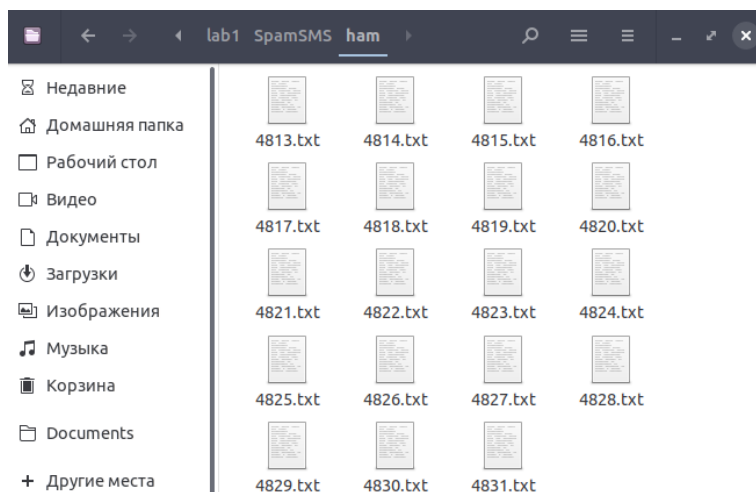 lab1 SpamSMS ham
Недавние
Домашняя папка
Рабочий стол
Видео
Документы
Загрузки
Изображения
Музыка
Корзина
Documents
+ Другие места
4813.txt 4814.txt 4815.txt 4816.txt
4817.txt 4818.txt 4819.txt 4820.txt
4821.txt 4822.txt 4823.txt 4824.txt
4825.txt 4826.txt 4827.txt 4828.txt
4829.txt 4830.txt 4831.txt